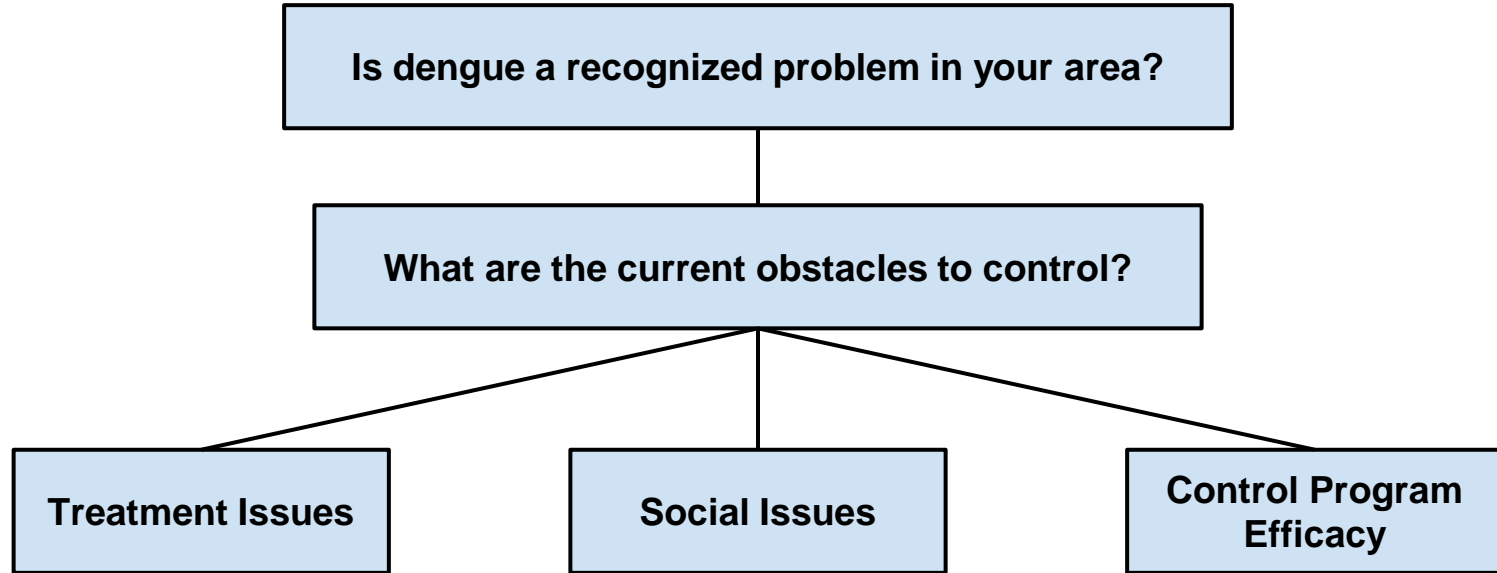 Is dengue a recognized problem in your area?
What are the current obstacles to control?
Treatment Issues
Social Issues
Control Program
Efficacy